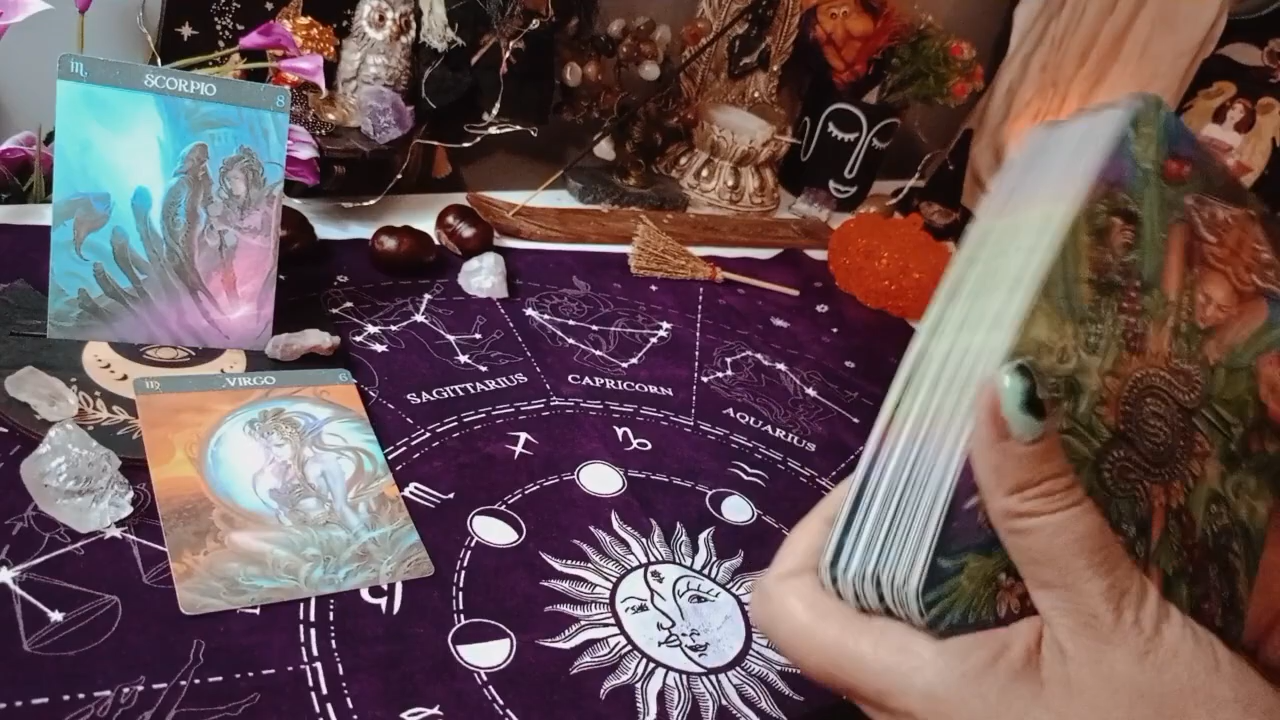 ♏ SCORPIO 8
♍ VIRGO 6
SAGITTARIUS
CAPRICORN
AQUARIUS
♐ ♑ ♒
♏
♎